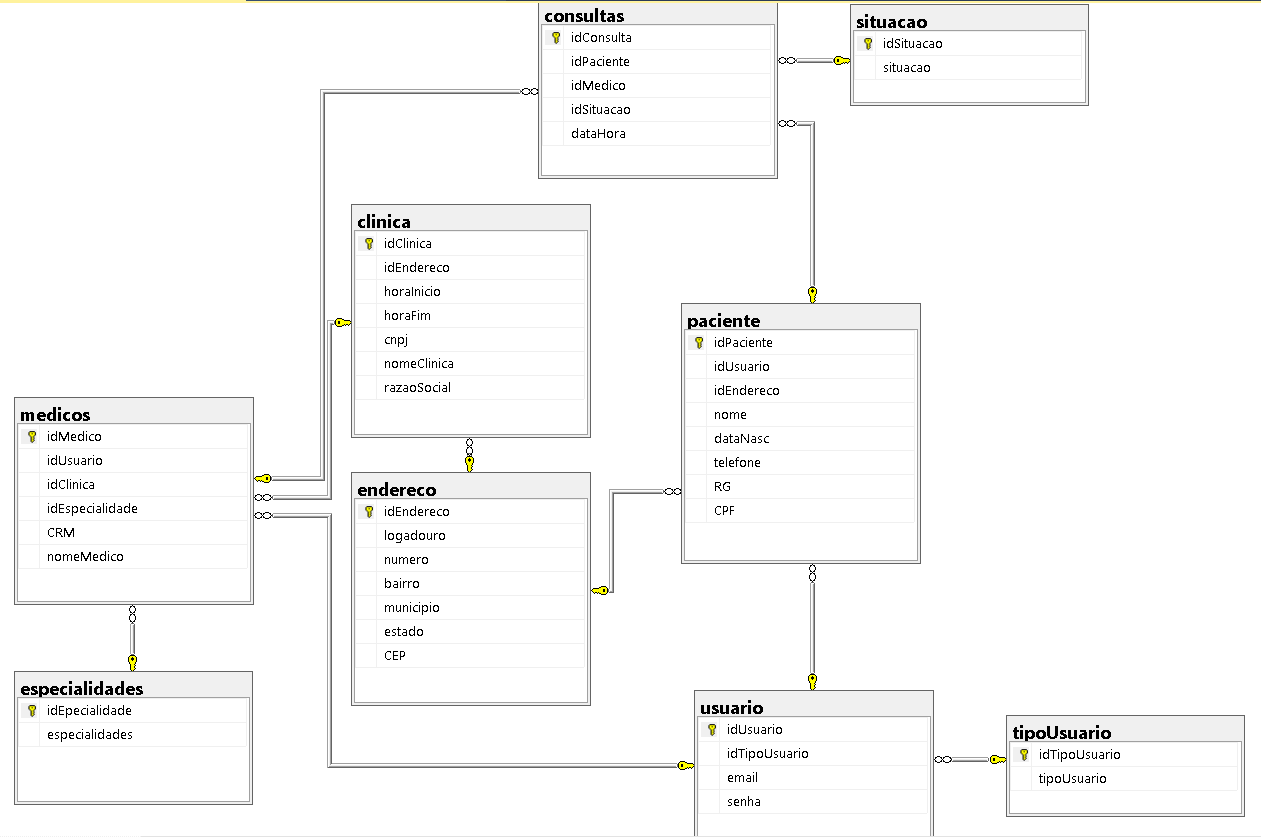 consultas
idConsulta
idPaciente
idMedico
idSituacao
dataHora
situacao
idSituacao
situacao
clinica
idClinica
idEndereco
horaInicio
horaFim
cnpj
nomeClinica
razaoSocial
paciente
idPaciente
idUsuario
idEndereco
nome
dataNasc
telefone
RG
CPF
medicos
idMedico
idUsuario
idClinica
idEspecialidade
CRM
nomeMedico
endereco
idEndereco
logadouro
numero
bairro
municipio
estado
CEP
especialidades
idEpecialidade
especialidades
usuario
idUsuario
idTipoUsuario
email
senha
tipoUsuario
idTipoUsuario
tipoUsuario